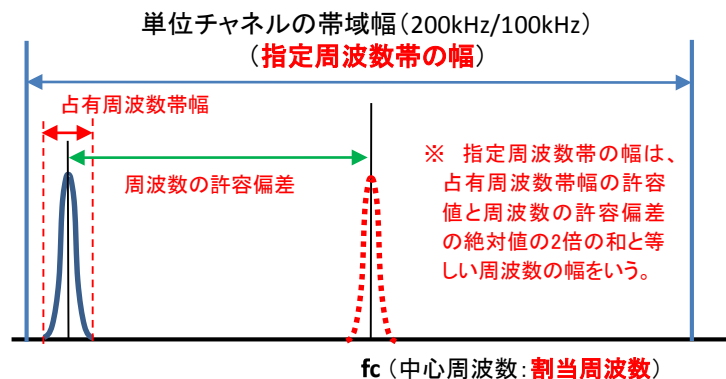 単位チャネルの帯域幅(200kHz/100kHz)
(指定周波数帯の幅)
占有周波数帯幅
周波数の許容偏差
※ 指定周波数帯の幅は、
占有周波数帯幅の許容
値と周波数の許容偏差
の絶対値の2倍の和と等
しい周波数の幅をいう。
fc (中心周波数:割当周波数)